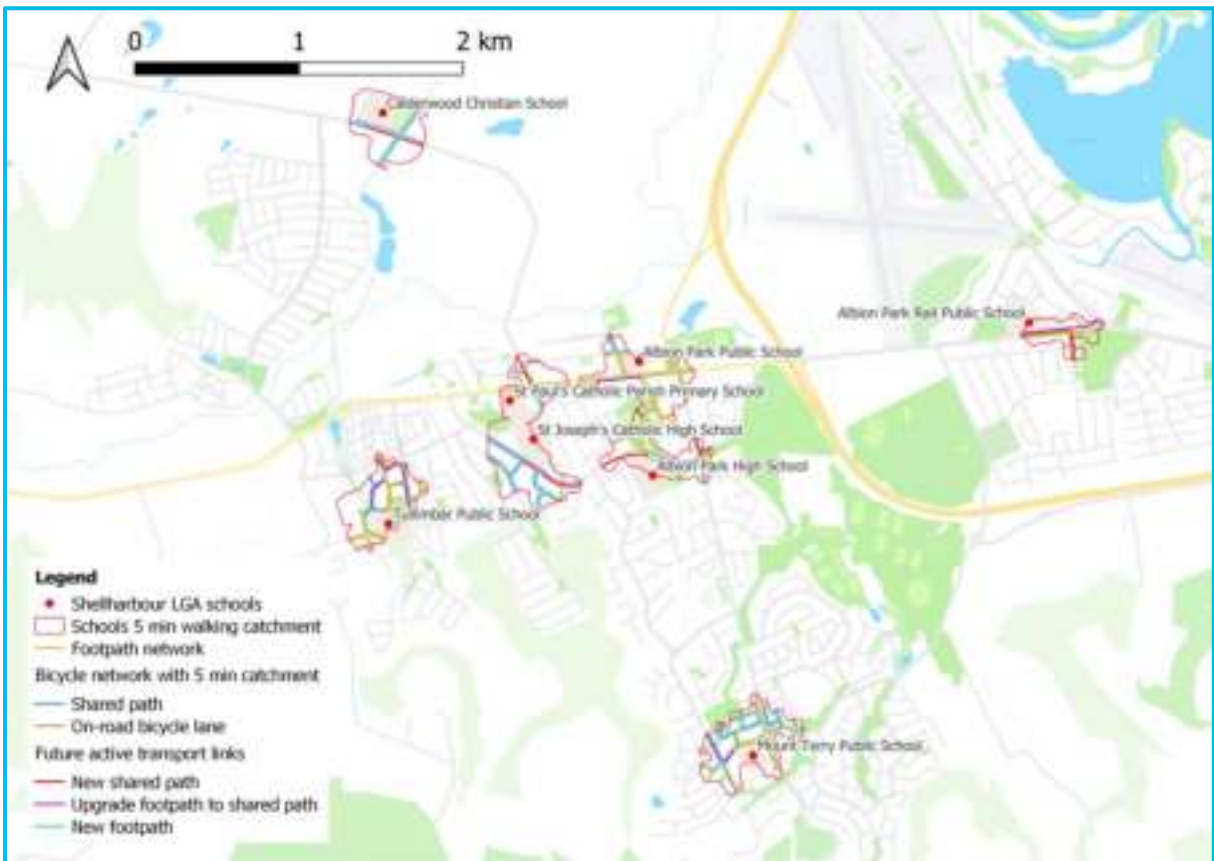 0 1 2 km
Calderwood Christian School
Albion Park Rail Public School
Albion Park Public School
St Paul's Catholic Parish Primary School
St Joseph's Catholic High School
Albion Park High School
Tullimbar Public School
Mount Terry Public School
Legend
Shellharbour LGA schools
Schools 5 min walking catchment
Footpath network
Bicycle network with 5 min catchment
Shared path
On-road bicycle lane
Future active transport links
New shared path
Upgrade footpath to shared path
New footpath